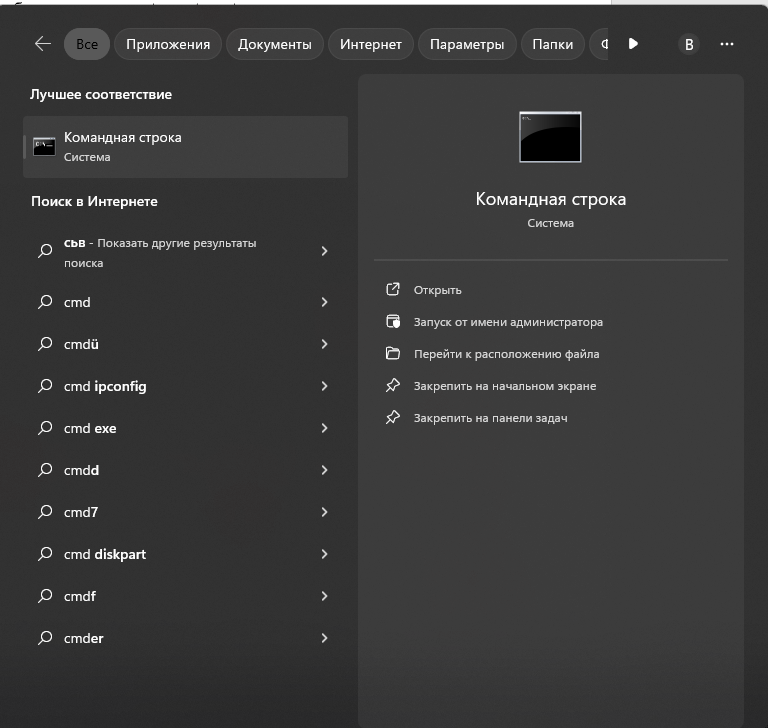 Все
Приложения
Документы
Интернет
Параметры
Папки
B
Лучшее соответствие
Командная строка
Система
Поиск в Интернете
сьв - Показать другие результаты
поиска
cmd
cmdü
cmd ipconfig
cmd exe
cmdd
cmd7
cmd diskpart
cmdf
cmder
Командная строка
Система
Открыть
Запуск от имени администратора
Перейти к расположению файла
Закрепить на начальном экране
Закрепить на панели задач